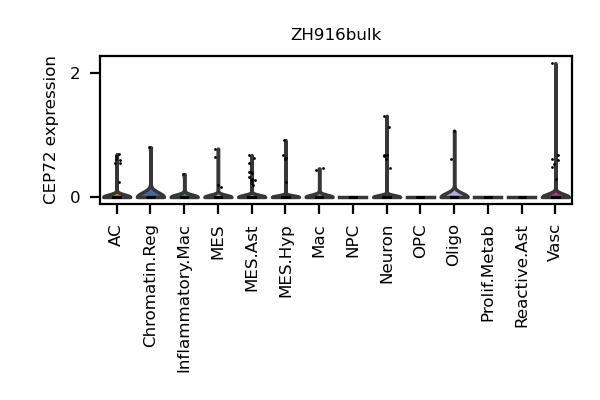 ZH916bulk
CEP72 expression
2
0
AC
Chromatin.Reg
Inflammatory.Mac
MES
MES.Ast
MES.Hyp
Mac
NPC
Neuron
OPC
Oligo
Prolif.Metab
Reactive.Ast
Vasc